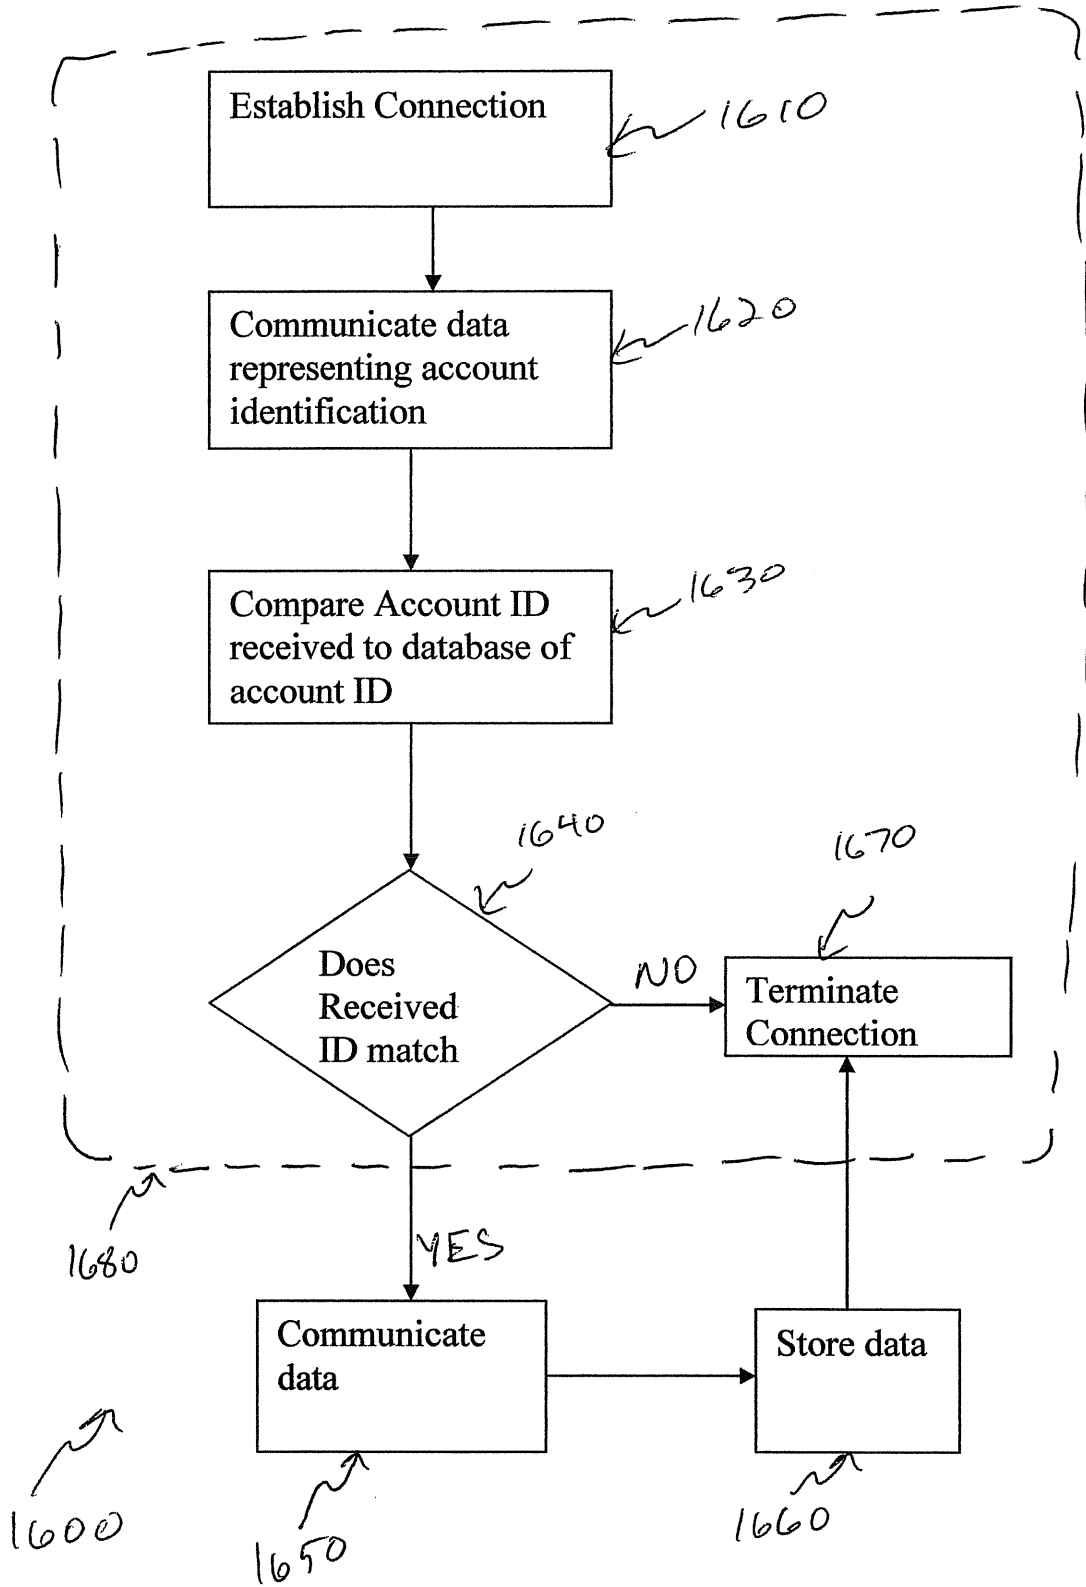 Establish Connection
1610
Communicate data
representing account
identification
1620
Compare Account ID
received to database of
account ID
1630
1640
Does
Received
ID match
NO
1670
Terminate
Connection
1680
YES
Communicate
data
Store data
1600
1650
1660